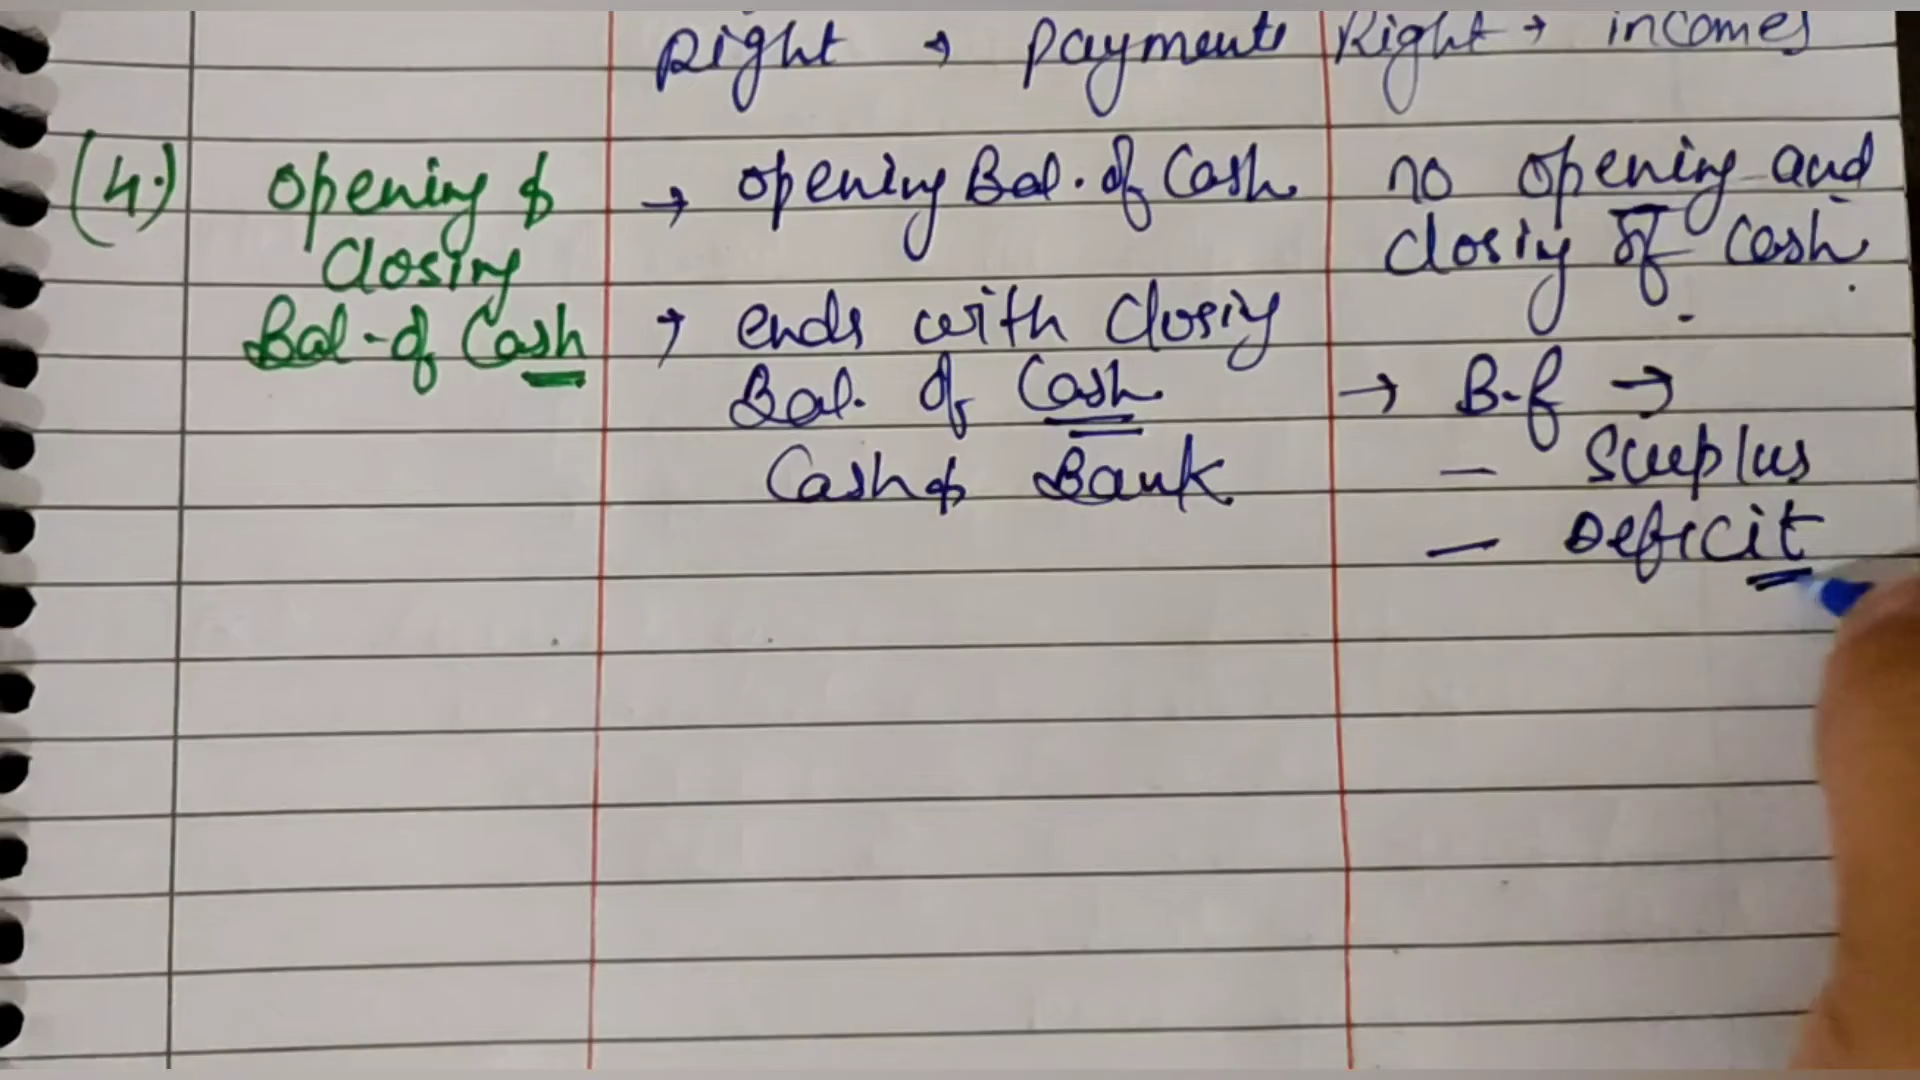 Right → payments Right → incomes
(4.) opening & → opening Bal. of Cash no opening and
Closing closing of cash.
Bal. of Cash → ends with Closing
Bal. of Cash → B.f →
Cash & Bank - Surplus
- Deficit